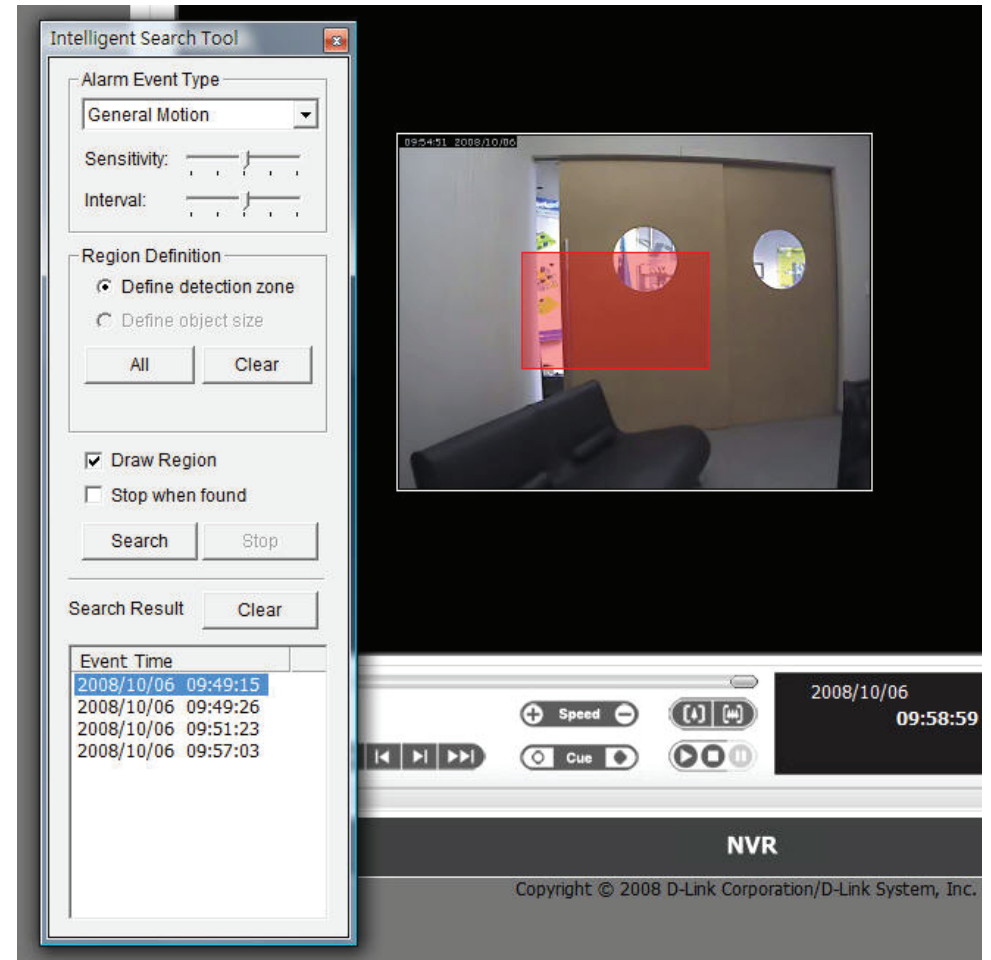 Intelligent Search Tool
Alarm Event Type
General Motion
Sensitivity:
Interval:
Region Definition
Define detection zone
Define object size
All Clear
Draw Region
Stop when found
Search Stop
Search Result Clear
Event Time
2008/10/06 09:49:15
2008/10/06 09:49:26
2008/10/06 09:51:23
2008/10/06 09:57:03
09:54:51 2008/10/06
Speed
Cue
2008/10/06
09:58:59
NVR
Copyright © 2008 D-Link Corporation/D-Link System, Inc.